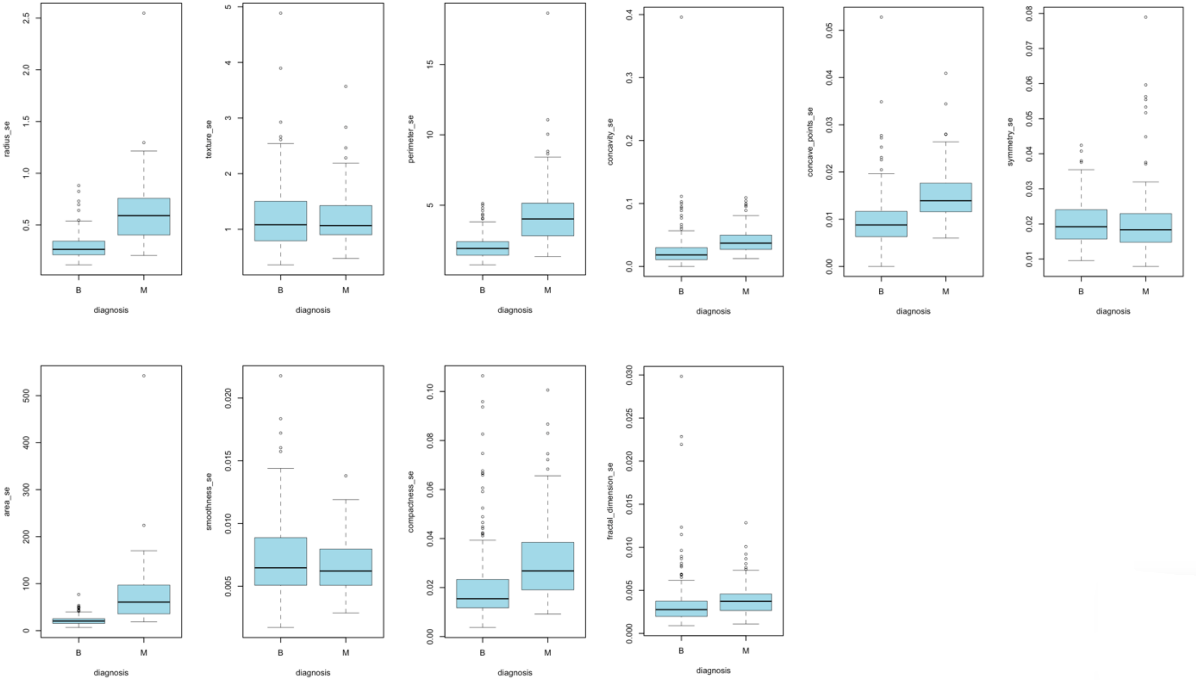 radius_se
2.5
2.0
1.5
1.0
0.5
B M
diagnosis
texture_se
5
4
3
2
1
B M
diagnosis
perimeter_se
15
10
5
B M
diagnosis
concavity_se
0.4
0.3
0.2
0.1
0.0
B M
diagnosis
concave_points_se
0.05
0.04
0.03
0.02
0.01
0.00
B M
diagnosis
symmetry_se
0.08
0.07
0.06
0.05
0.04
0.03
0.02
0.01
B M
diagnosis
area_se
500
400
300
200
100
0
B M
diagnosis
smoothness_se
0.020
0.015
0.010
0.005
B M
diagnosis
compactness_se
0.10
0.08
0.06
0.04
0.02
0.00
B M
diagnosis
fractal_dimension_se
0.030
0.025
0.020
0.015
0.010
0.005
0.000
B M
diagnosis